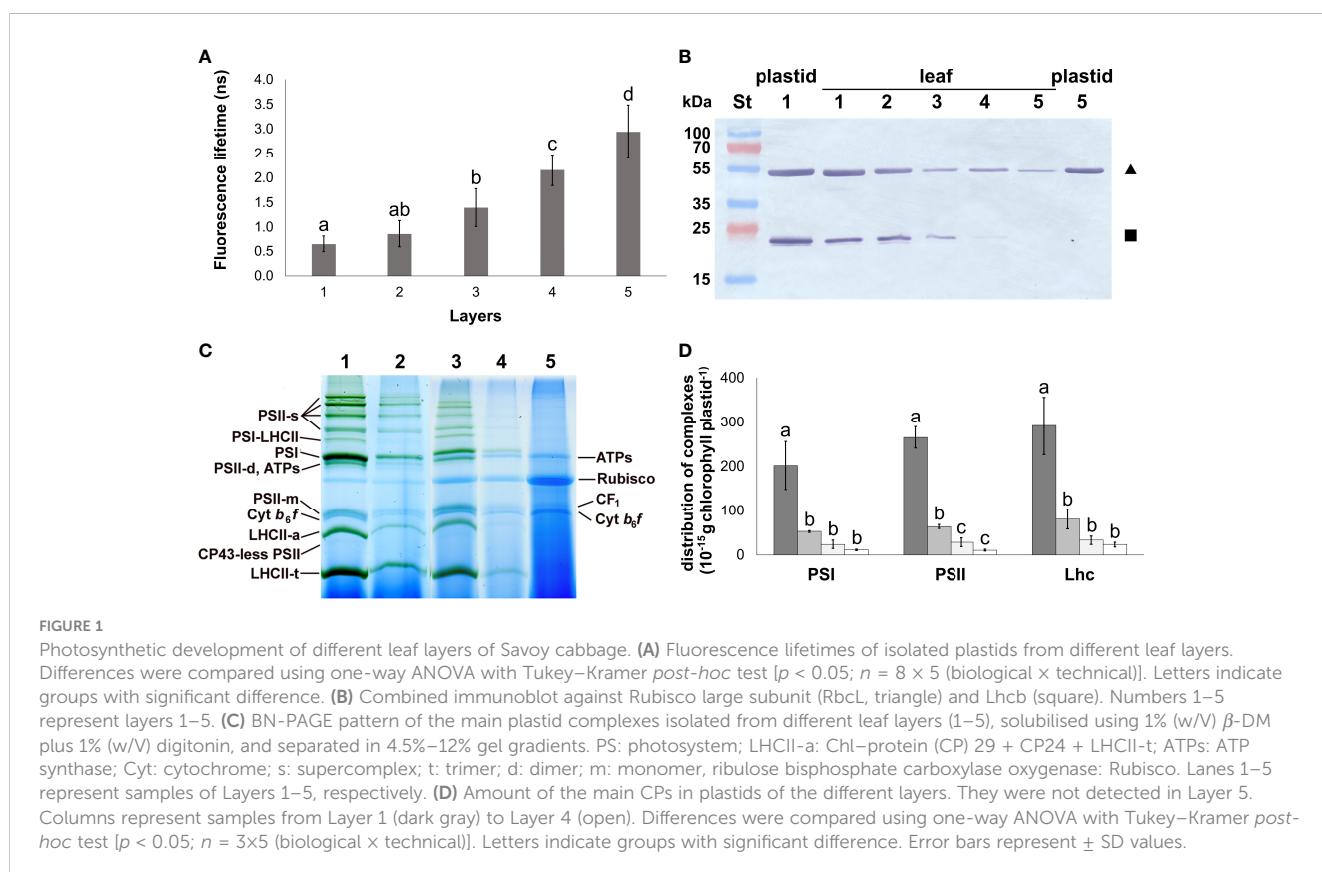 A
Fluorescence lifetime (ns)
4.0
3.5
3.0
2.5
2.0
1.5
1.0
0.5
0.0
a
ab
b
c
d
1 2 3 4 5
Layers
B
plastid leaf plastid
kDa St 1 1 2 3 4 5 5
100
70
55
35
25
15
C
1 2 3 4 5
PSII-s
PSI-LHCII
PSI
PSII-d, ATPs
PSII-m
Cyt b6f
LHCII-a
CP43-less PSII
LHCII-t
ATPs
Rubisco
CF1
Cyt b6f
D
distribution of complexes
(10-15 g chlorophyll plastid-1)
400
300
200
100
0
a b b b
a b c c
a b b b
PSI PSII Lhc
FIGURE 1
Photosynthetic development of different leaf layers of Savoy cabbage. (A) Fluorescence lifetimes of isolated plastids from different leaf layers.
Differences were compared using one-way ANOVA with Tukey–Kramer post-hoc test [p < 0.05; n = 8 × 5 (biological × technical)]. Letters indicate
groups with significant difference. (B) Combined immunoblot against Rubisco large subunit (RbcL, triangle) and Lhcb (square). Numbers 1–5
represent layers 1–5. (C) BN-PAGE pattern of the main plastid complexes isolated from different leaf layers (1–5), solubilised using 1% (w/V) β-DM
plus 1% (w/V) digitonin, and separated in 4.5%–12% gel gradients. PS: photosystem; LHCII-a: Chl–protein (CP) 29 + CP24 + LHCII-t; ATPs: ATP
synthase; Cyt: cytochrome; s: supercomplex; t: trimer; d: dimer; m: monomer, ribulose bisphosphate carboxylase oxygenase: Rubisco. Lanes 1–5
represent samples of Layers 1–5, respectively. (D) Amount of the main CPs in plastids of the different layers. They were not detected in Layer 5.
Columns represent samples from Layer 1 (dark gray) to Layer 4 (open). Differences were compared using one-way ANOVA with Tukey–Kramer post-
hoc test [p < 0.05; n = 3×5 (biological × technical)]. Letters indicate groups with significant difference. Error bars represent ± SD values.